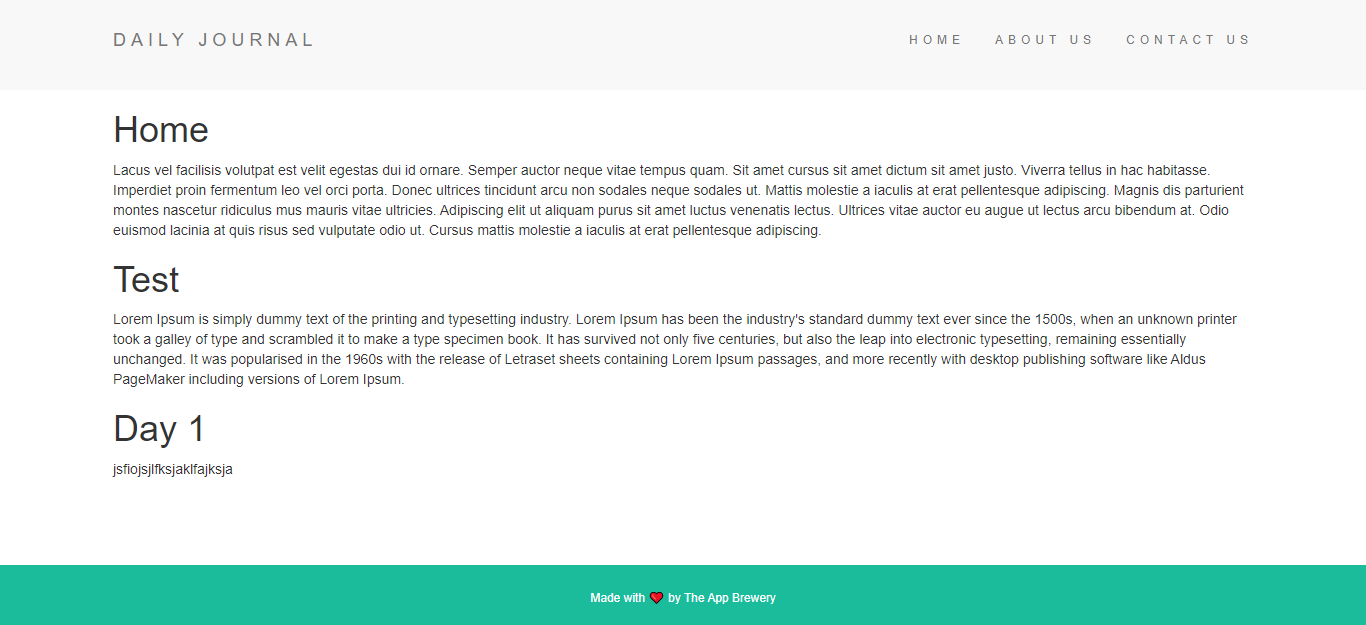 DAILY JOURNAL
HOME ABOUT US CONTACT US
Home
Lacus vel facilisis volutpat est velit egestas dui id ornare. Semper auctor neque vitae tempus quam. Sit amet cursus sit amet dictum sit amet justo. Viverra tellus in hac habitasse.
Imperdiet proin fermentum leo vel orci porta. Donec ultrices tincidunt arcu non sodales neque sodales ut. Mattis molestie a iaculis at erat pellentesque adipiscing. Magnis dis parturient
montes nascetur ridiculus mus mauris vitae ultricies. Adipiscing elit ut aliquam purus sit amet luctus venenatis lectus. Ultrices vitae auctor eu augue ut lectus arcu bibendum at. Odio
euismod lacinia at quis risus sed vulputate odio ut. Cursus mattis molestie a iaculis at erat pellentesque adipiscing.
Test
Lorem Ipsum is simply dummy text of the printing and typesetting industry. Lorem Ipsum has been the industry's standard dummy text ever since the 1500s, when an unknown printer
took a galley of type and scrambled it to make a type specimen book. It has survived not only five centuries, but also the leap into electronic typesetting, remaining essentially
unchanged. It was popularised in the 1960s with the release of Letraset sheets containing Lorem Ipsum passages, and more recently with desktop publishing software like Aldus
PageMaker including versions of Lorem Ipsum.
Day 1
jsfiojsjlfksjaklfajksja
Made with ❤ by The App Brewery